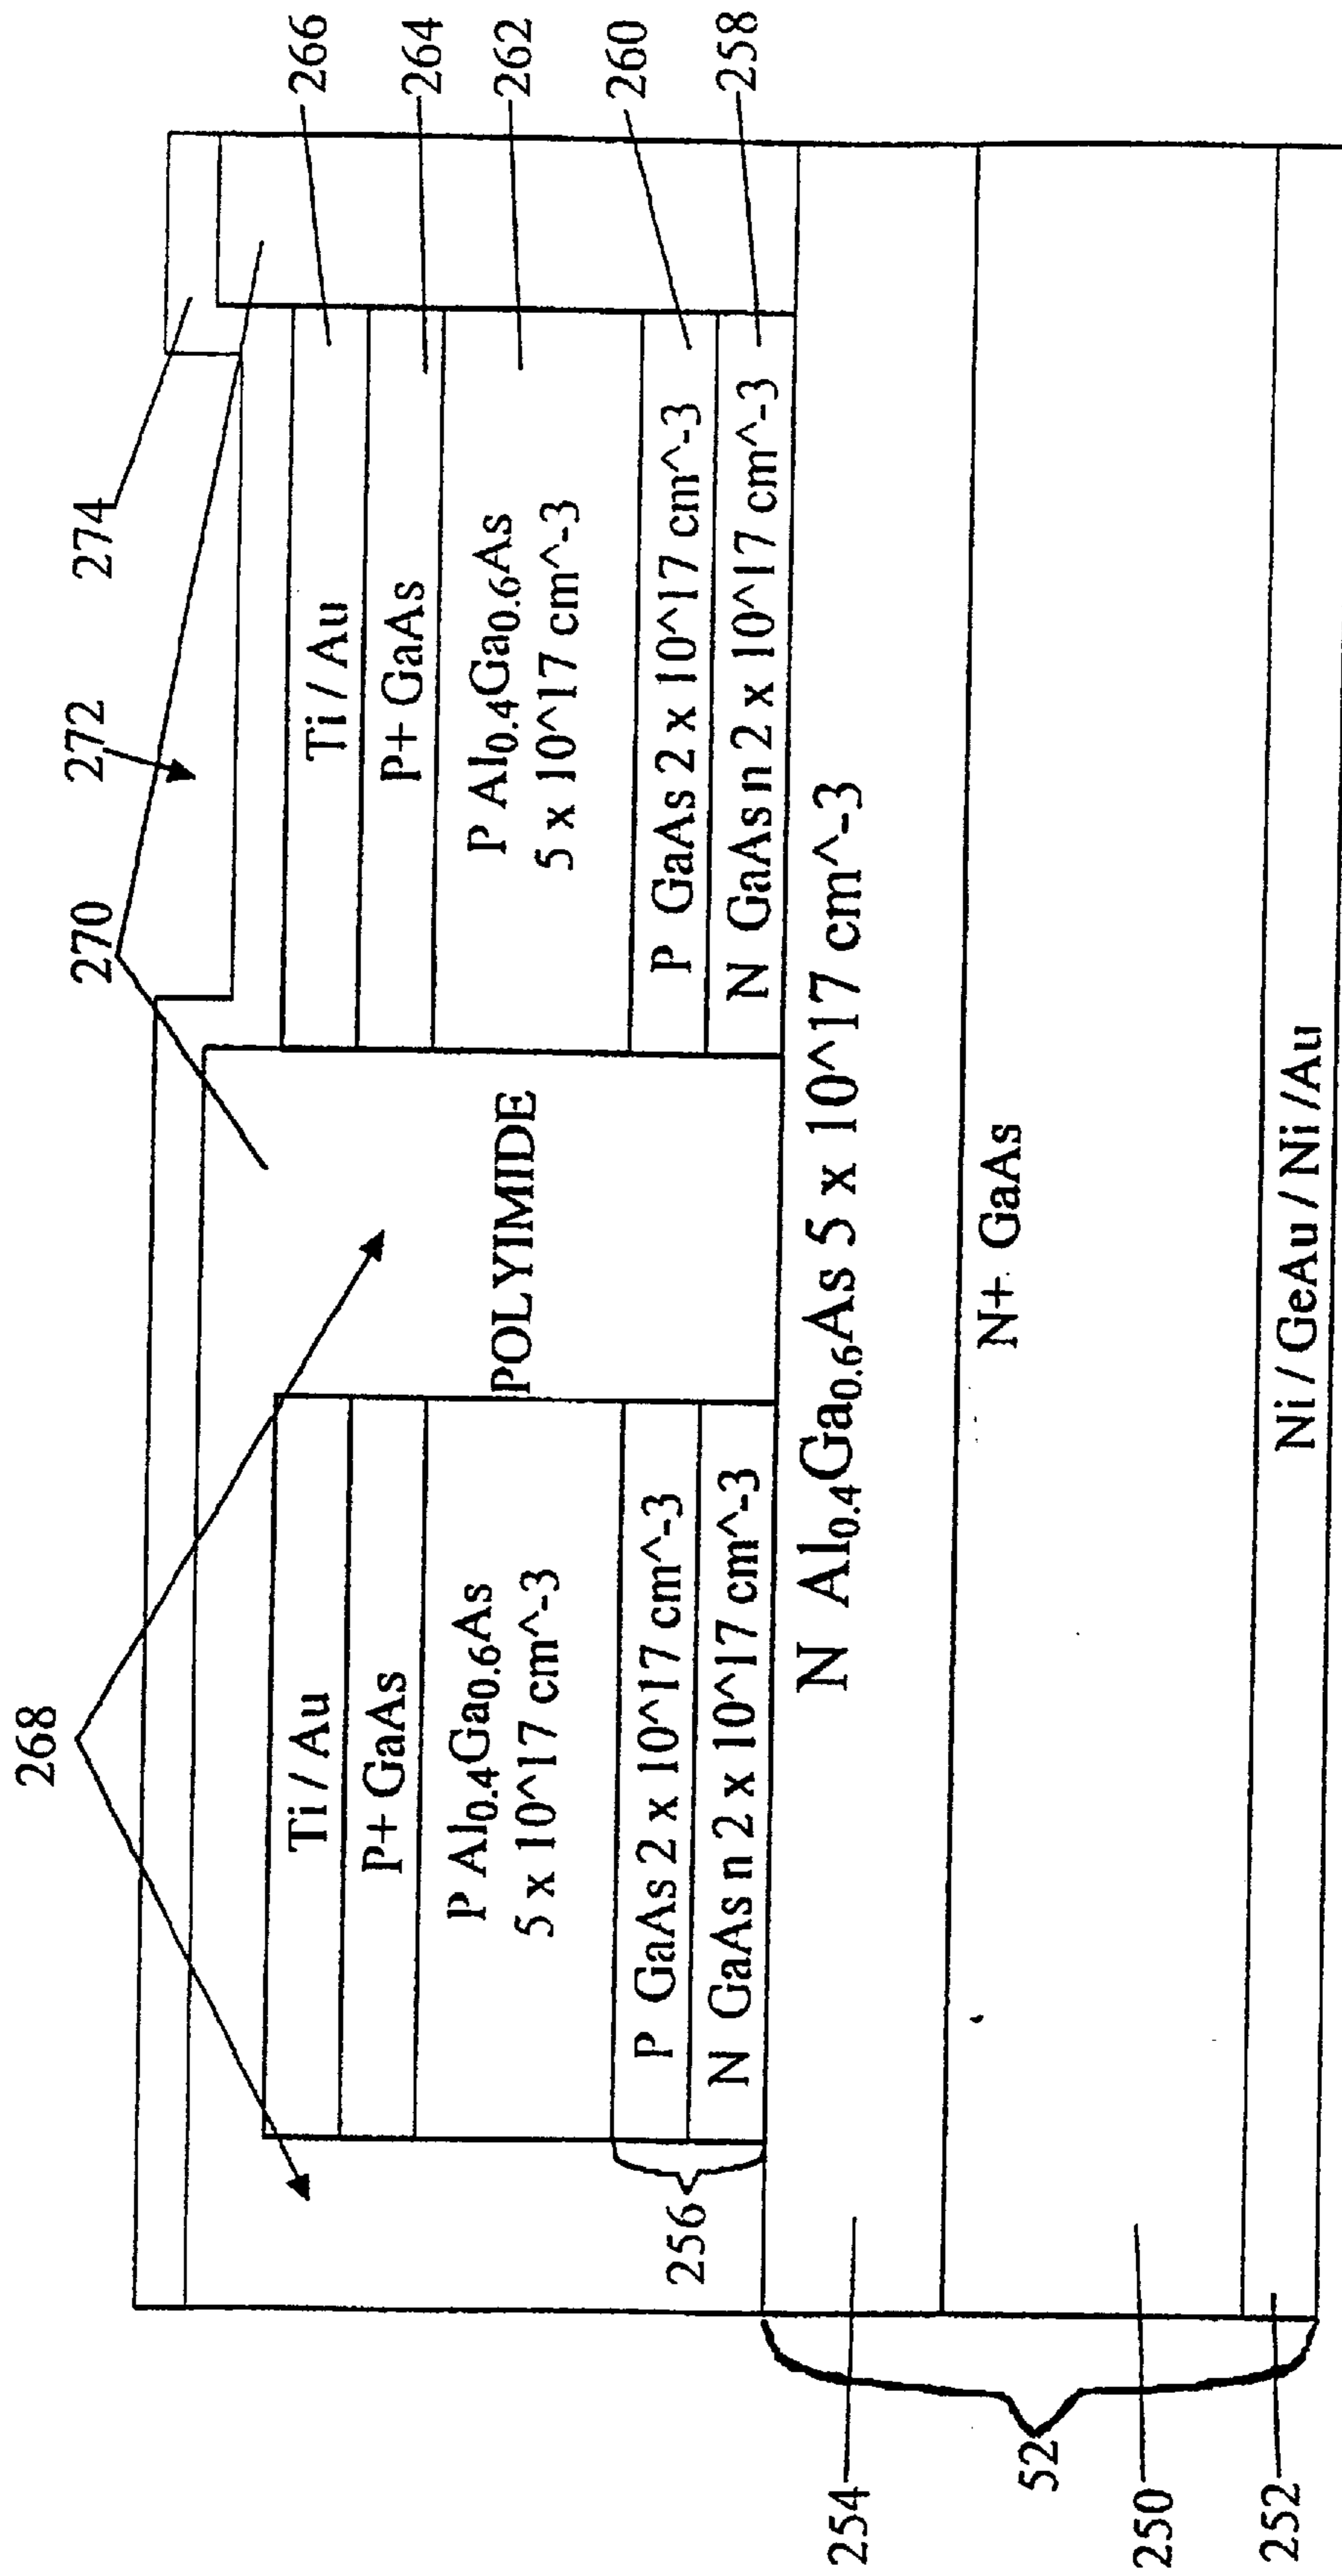 268
270
272
274
266
264
262
260
258
Ti / Au
P+ GaAs
P Al0.4Ga0.6As
5 x 10^17 cm^-3
P GaAs 2 x 10^17 cm^-3
N GaAs n 2 x 10^17 cm^-3
POLYIMIDE
Ti / Au
P+ GaAs
P Al0.4Ga0.6As
5 x 10^17 cm^-3
P GaAs 2 x 10^17 cm^-3
N GaAs n 2 x 10^17 cm^-3
256
N Al0.4Ga0.6As 5 x 10^17 cm^-3
254
N+ GaAs
52
250
Ni / GeAu / Ni /Au
252